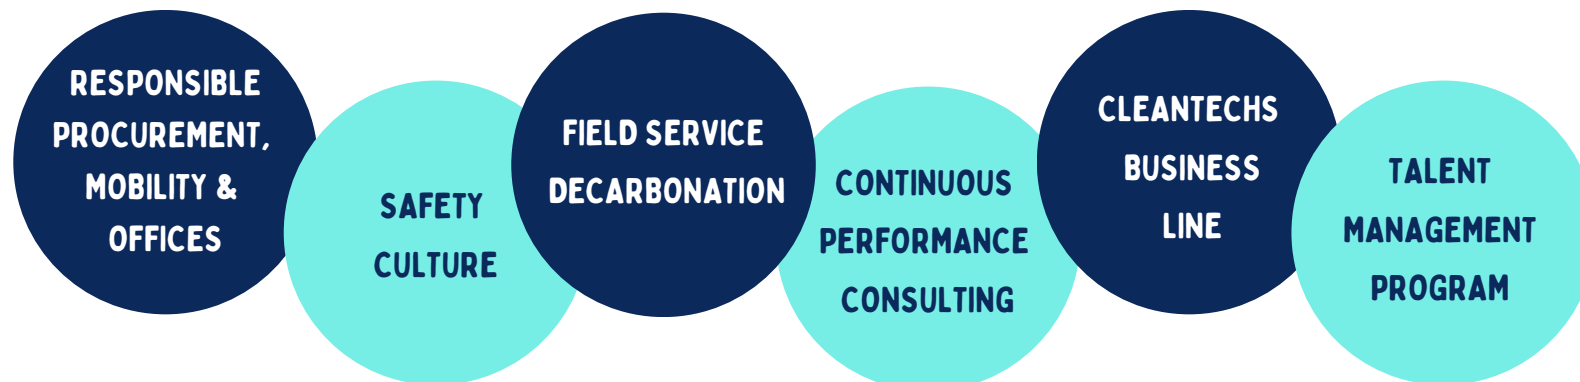 RESPONSIBLE
PROCUREMENT,
MOBILITY &
OFFICES
SAFETY
CULTURE
FIELD SERVICE
DECARBONATION
CONTINUOUS
PERFORMANCE
CONSULTING
CLEANTECHS
BUSINESS
LINE
TALENT
MANAGEMENT
PROGRAM